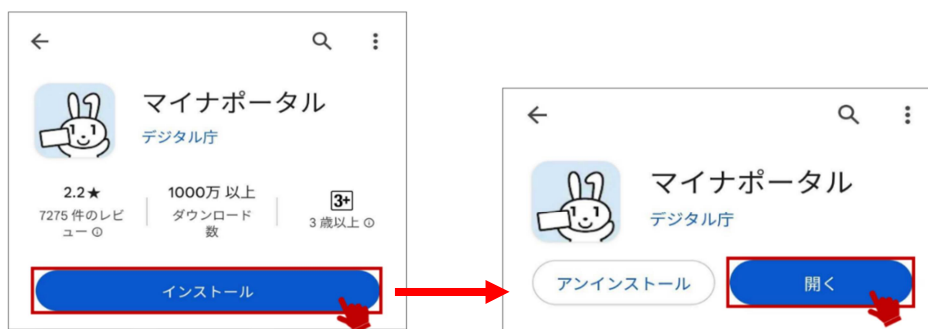 マイナポータル
デジタル庁
2.2★
7275 件のレビ
ュー
1000万 以上
ダウンロード
数
3+
3 歳以上
インストール
マイナポータル
デジタル庁
アンインストール
開く